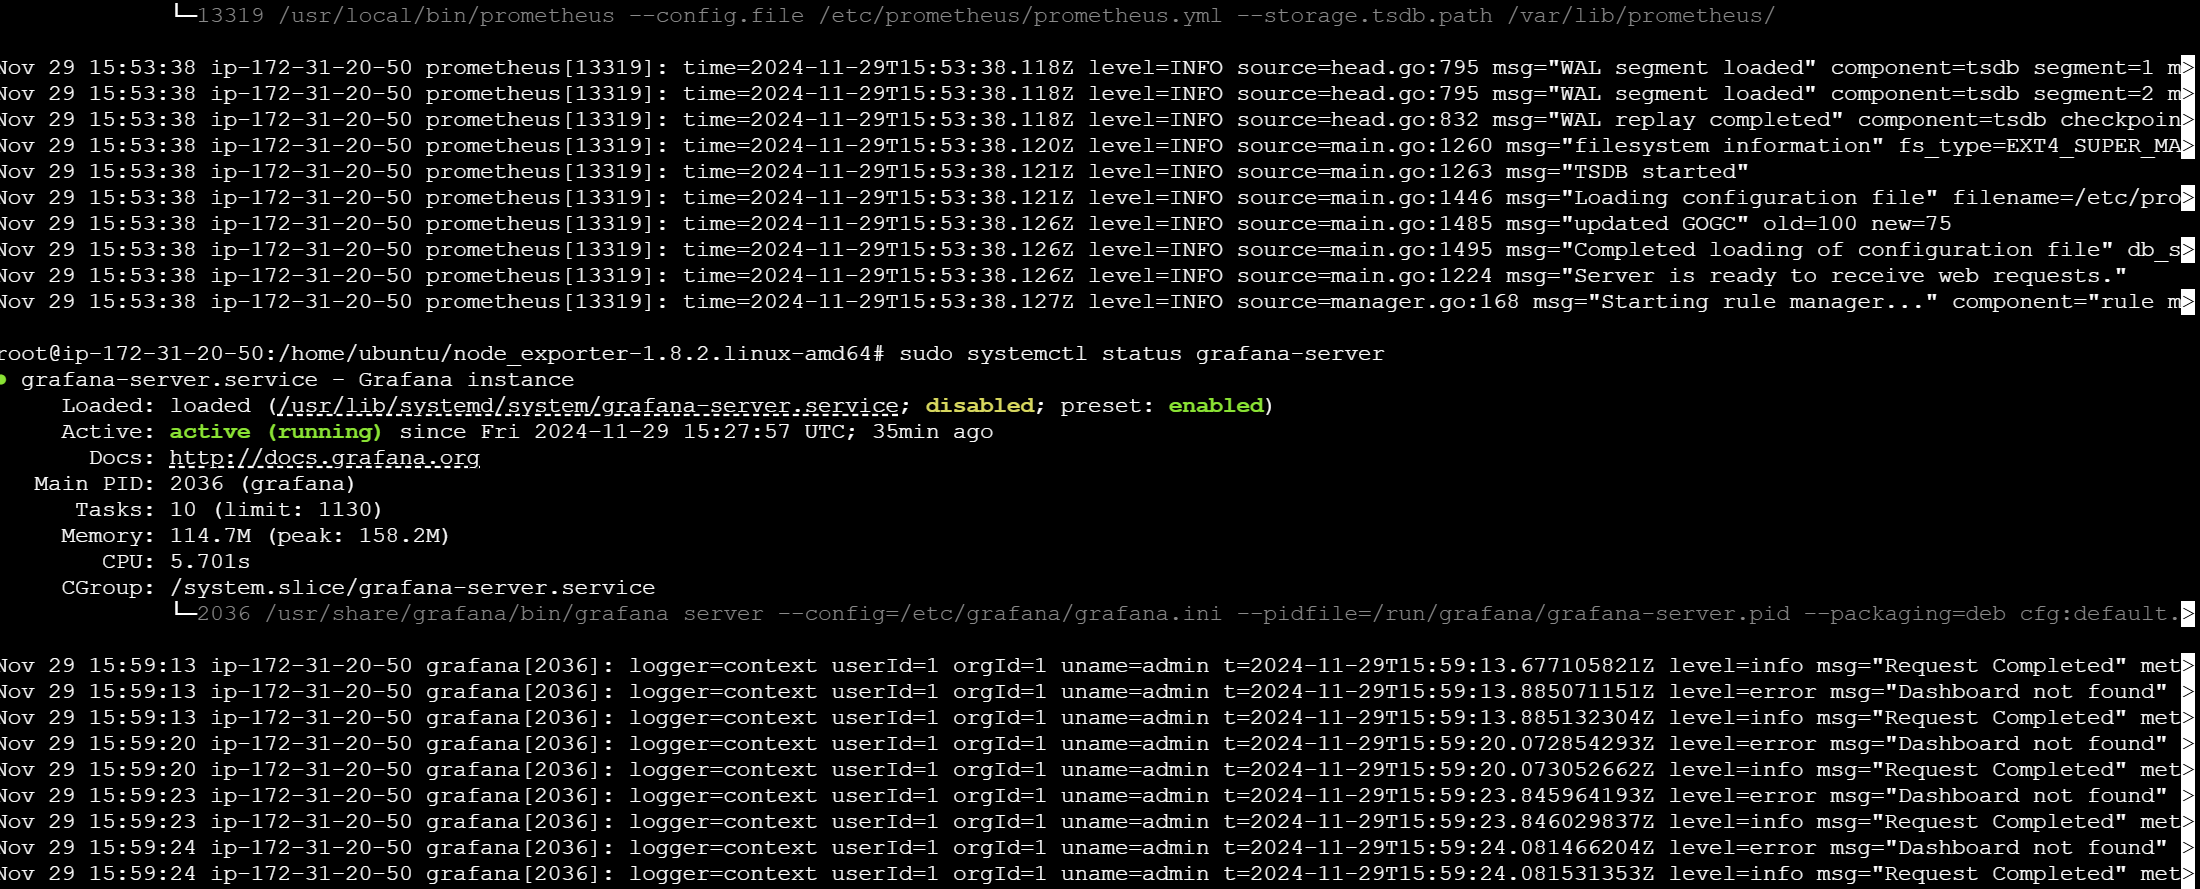 └─13319 /usr/local/bin/prometheus --config.file /etc/prometheus/prometheus.yml --storage.tsdb.path /var/lib/prometheus/
Nov 29 15:53:38 ip-172-31-20-50 prometheus[13319]: time=2024-11-29T15:53:38.118Z level=INFO source=head.go:795 msg="WAL segment loaded" component=tsdb segment=1 m>
Nov 29 15:53:38 ip-172-31-20-50 prometheus[13319]: time=2024-11-29T15:53:38.118Z level=INFO source=head.go:795 msg="WAL segment loaded" component=tsdb segment=2 m>
Nov 29 15:53:38 ip-172-31-20-50 prometheus[13319]: time=2024-11-29T15:53:38.118Z level=INFO source=head.go:832 msg="WAL replay completed" component=tsdb checkpoin>
Nov 29 15:53:38 ip-172-31-20-50 prometheus[13319]: time=2024-11-29T15:53:38.120Z level=INFO source=main.go:1260 msg="filesystem information" fs_type=EXT4_SUPER_MA>
Nov 29 15:53:38 ip-172-31-20-50 prometheus[13319]: time=2024-11-29T15:53:38.121Z level=INFO source=main.go:1263 msg="TSDB started"
Nov 29 15:53:38 ip-172-31-20-50 prometheus[13319]: time=2024-11-29T15:53:38.121Z level=INFO source=main.go:1446 msg="Loading configuration file" filename=/etc/pro>
Nov 29 15:53:38 ip-172-31-20-50 prometheus[13319]: time=2024-11-29T15:53:38.126Z level=INFO source=main.go:1485 msg="updated GOGC" old=100 new=75
Nov 29 15:53:38 ip-172-31-20-50 prometheus[13319]: time=2024-11-29T15:53:38.126Z level=INFO source=main.go:1495 msg="Completed loading of configuration file" db_s>
Nov 29 15:53:38 ip-172-31-20-50 prometheus[13319]: time=2024-11-29T15:53:38.126Z level=INFO source=main.go:1224 msg="Server is ready to receive web requests."
Nov 29 15:53:38 ip-172-31-20-50 prometheus[13319]: time=2024-11-29T15:53:38.127Z level=INFO source=manager.go:168 msg="Starting rule manager..." component="rule m>
root@ip-172-31-20-50:/home/ubuntu/node_exporter-1.8.2.linux-amd64# sudo systemctl status grafana-server
● grafana-server.service - Grafana instance
Loaded: loaded (/usr/lib/systemd/system/grafana-server.service; disabled; preset: enabled)
Active: active (running) since Fri 2024-11-29 15:27:57 UTC; 35min ago
Docs: http://docs.grafana.org
Main PID: 2036 (grafana)
Tasks: 10 (limit: 1130)
Memory: 114.7M (peak: 158.2M)
CPU: 5.701s
CGroup: /system.slice/grafana-server.service
└─2036 /usr/share/grafana/bin/grafana server --config=/etc/grafana/grafana.ini --pidfile=/run/grafana/grafana-server.pid --packaging=deb cfg:default.>
Nov 29 15:59:13 ip-172-31-20-50 grafana[2036]: logger=context userId=1 orgId=1 uname=admin t=2024-11-29T15:59:13.677105821Z level=info msg="Request Completed" met>
Nov 29 15:59:13 ip-172-31-20-50 grafana[2036]: logger=context userId=1 orgId=1 uname=admin t=2024-11-29T15:59:13.885071151Z level=error msg="Dashboard not found" >
Nov 29 15:59:13 ip-172-31-20-50 grafana[2036]: logger=context userId=1 orgId=1 uname=admin t=2024-11-29T15:59:13.885132304Z level=info msg="Request Completed" met>
Nov 29 15:59:20 ip-172-31-20-50 grafana[2036]: logger=context userId=1 orgId=1 uname=admin t=2024-11-29T15:59:20.072854293Z level=error msg="Dashboard not found" >
Nov 29 15:59:20 ip-172-31-20-50 grafana[2036]: logger=context userId=1 orgId=1 uname=admin t=2024-11-29T15:59:20.073052662Z level=info msg="Request Completed" met>
Nov 29 15:59:23 ip-172-31-20-50 grafana[2036]: logger=context userId=1 orgId=1 uname=admin t=2024-11-29T15:59:23.845964193Z level=error msg="Dashboard not found" >
Nov 29 15:59:23 ip-172-31-20-50 grafana[2036]: logger=context userId=1 orgId=1 uname=admin t=2024-11-29T15:59:23.846029837Z level=info msg="Request Completed" met>
Nov 29 15:59:24 ip-172-31-20-50 grafana[2036]: logger=context userId=1 orgId=1 uname=admin t=2024-11-29T15:59:24.081466204Z level=error msg="Dashboard not found" >
Nov 29 15:59:24 ip-172-31-20-50 grafana[2036]: logger=context userId=1 orgId=1 uname=admin t=2024-11-29T15:59:24.081531353Z level=info msg="Request Completed" met>